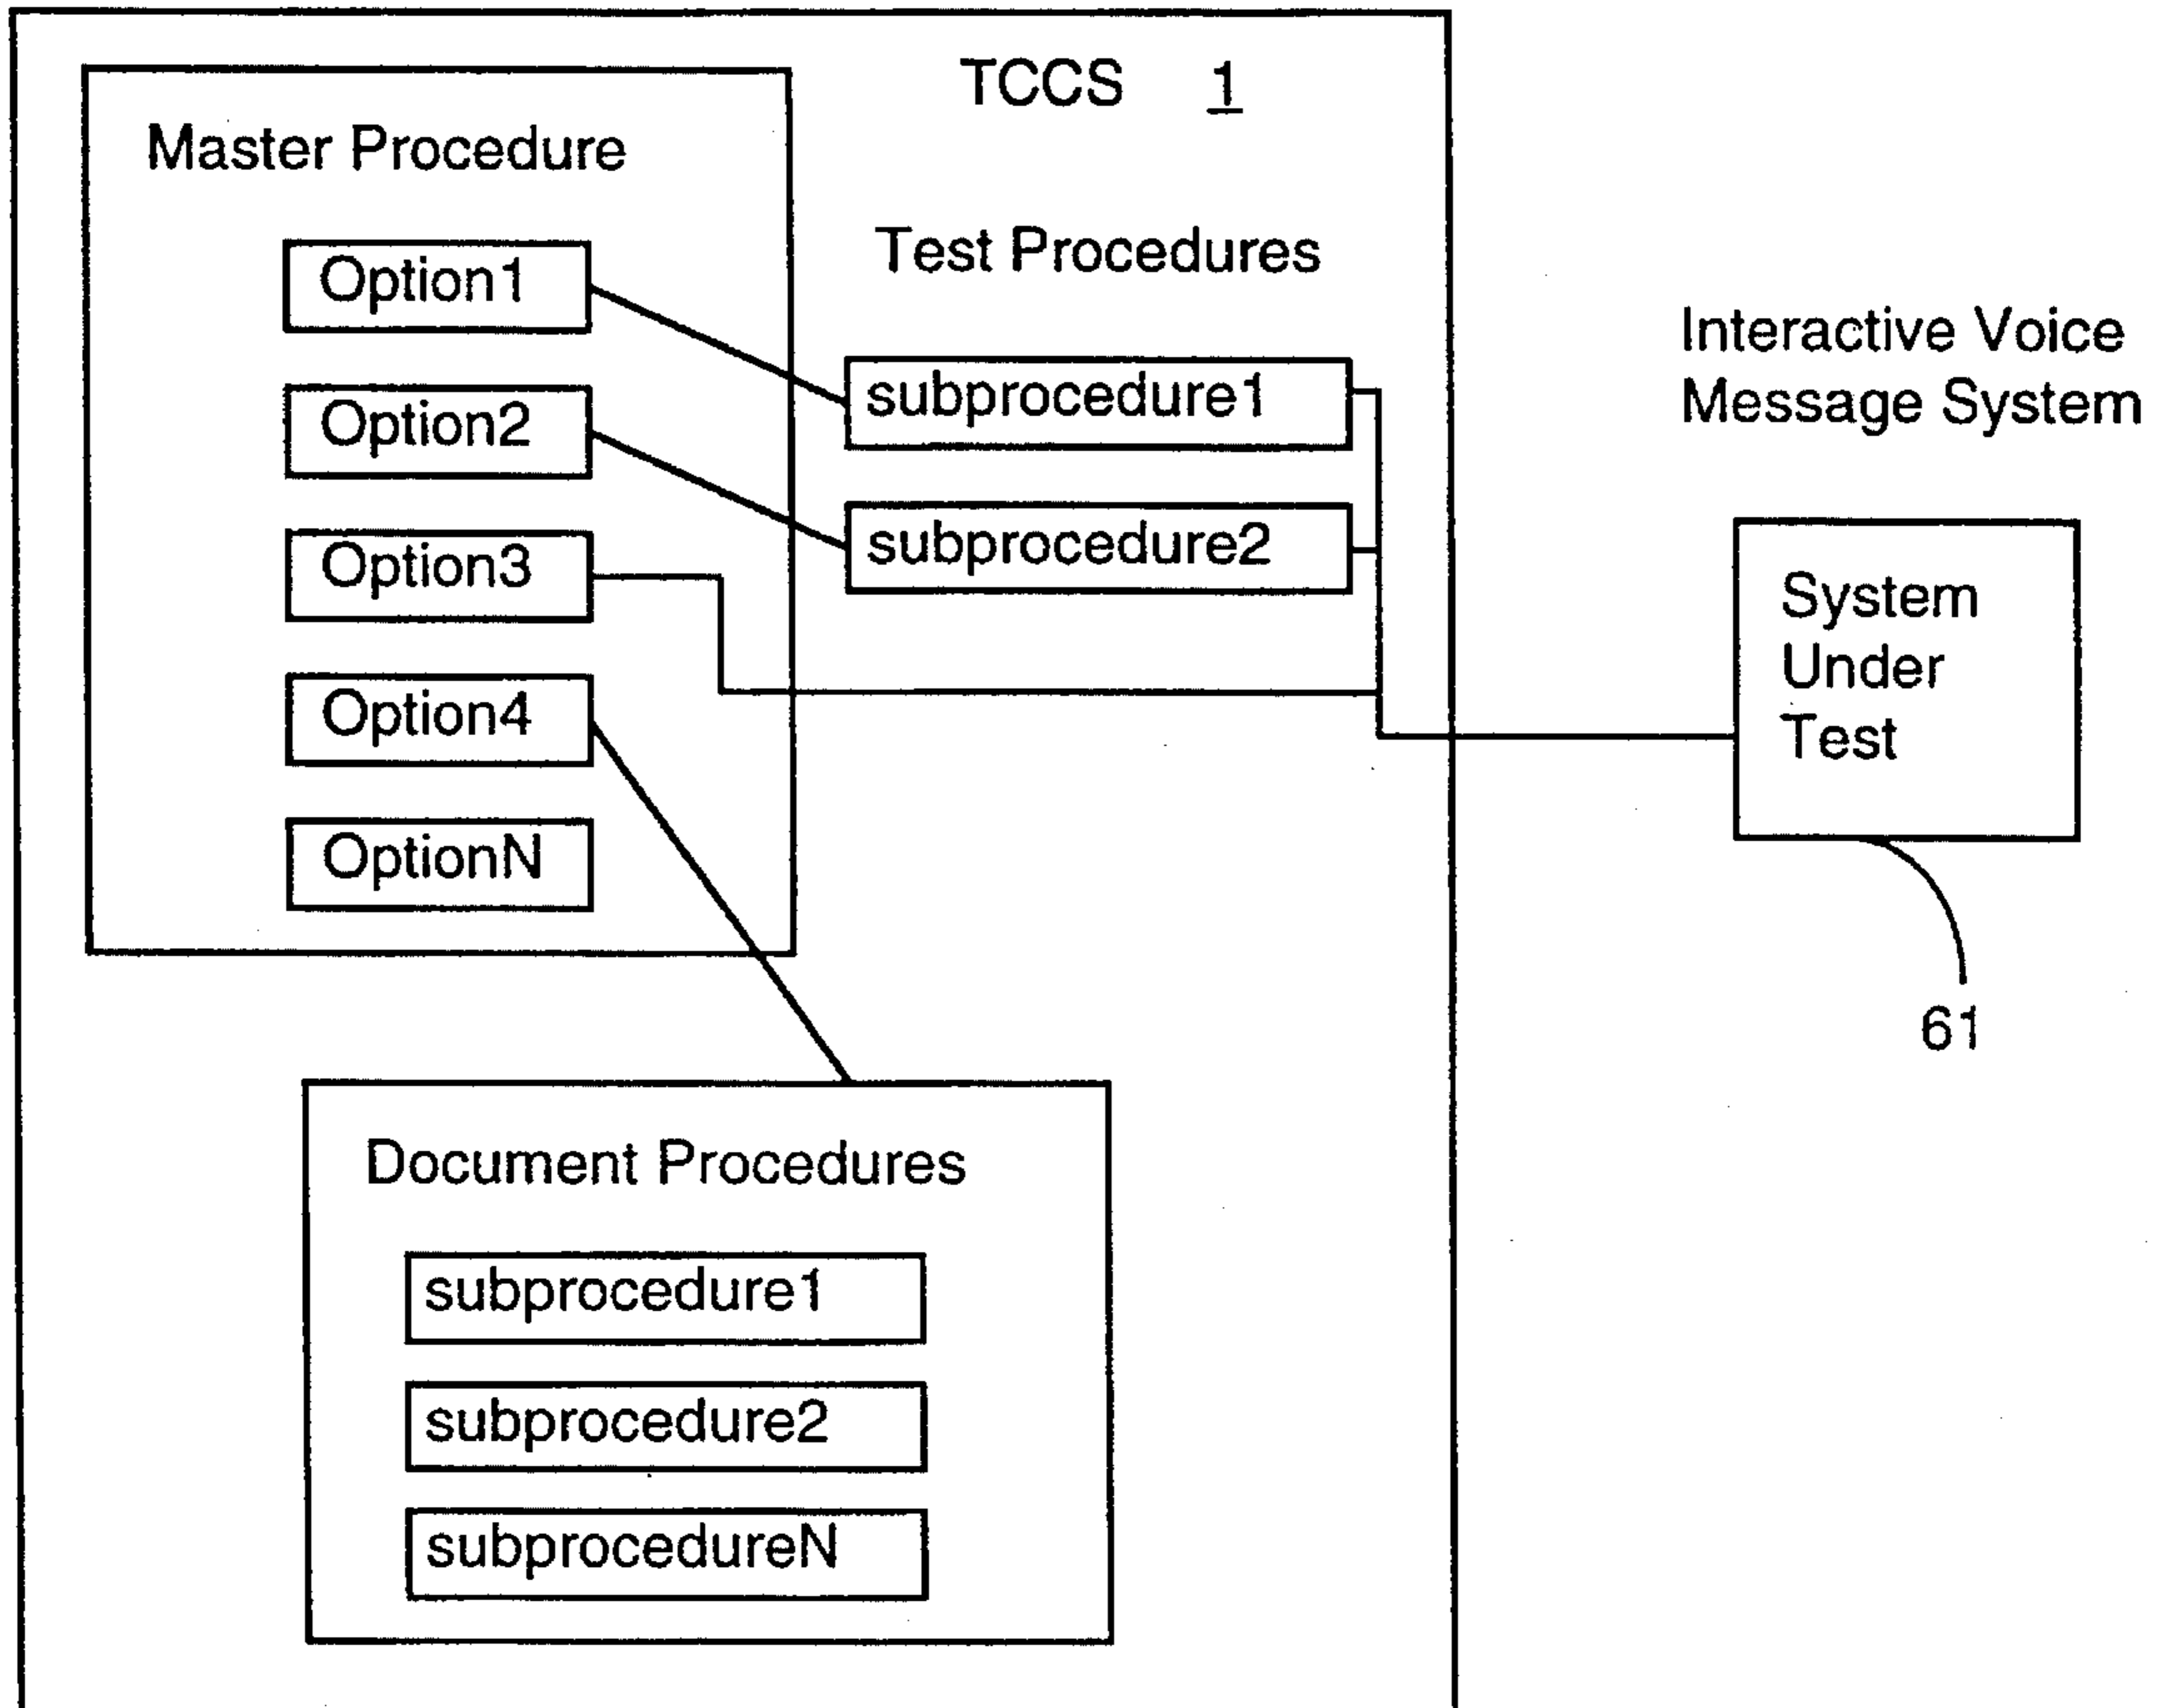 TCCS 1
Master Procedure
Option1
Option2
Option3
Option4
OptionN
Test Procedures
subprocedure1
subprocedure2
Interactive Voice
Message System
System
Under
Test
61
Document Procedures
subprocedure1
subprocedure2
subprocedureN